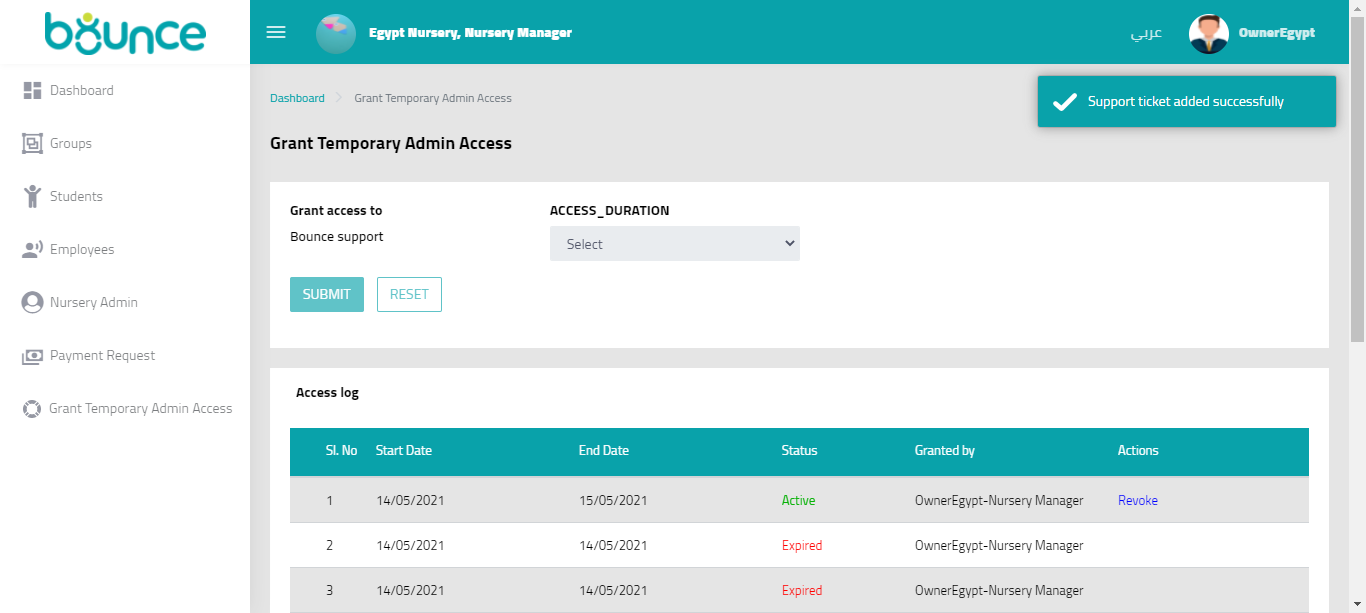 bounce
Egypt Nursery, Nursery Manager
عربي
OwnerEgypt
Dashboard
Groups
Students
Employees
Nursery Admin
Payment Request
Grant Temporary Admin Access
Dashboard > Grant Temporary Admin Access
Support ticket added successfully
Grant Temporary Admin Access
Grant access to
Bounce support
ACCESS_DURATION
Select
SUBMIT
RESET
Access log
Sl. No Start Date End Date Status Granted by Actions
1 14/05/2021 15/05/2021 Active OwnerEgypt-Nursery Manager Revoke
2 14/05/2021 14/05/2021 Expired OwnerEgypt-Nursery Manager
3 14/05/2021 14/05/2021 Expired OwnerEgypt-Nursery Manager